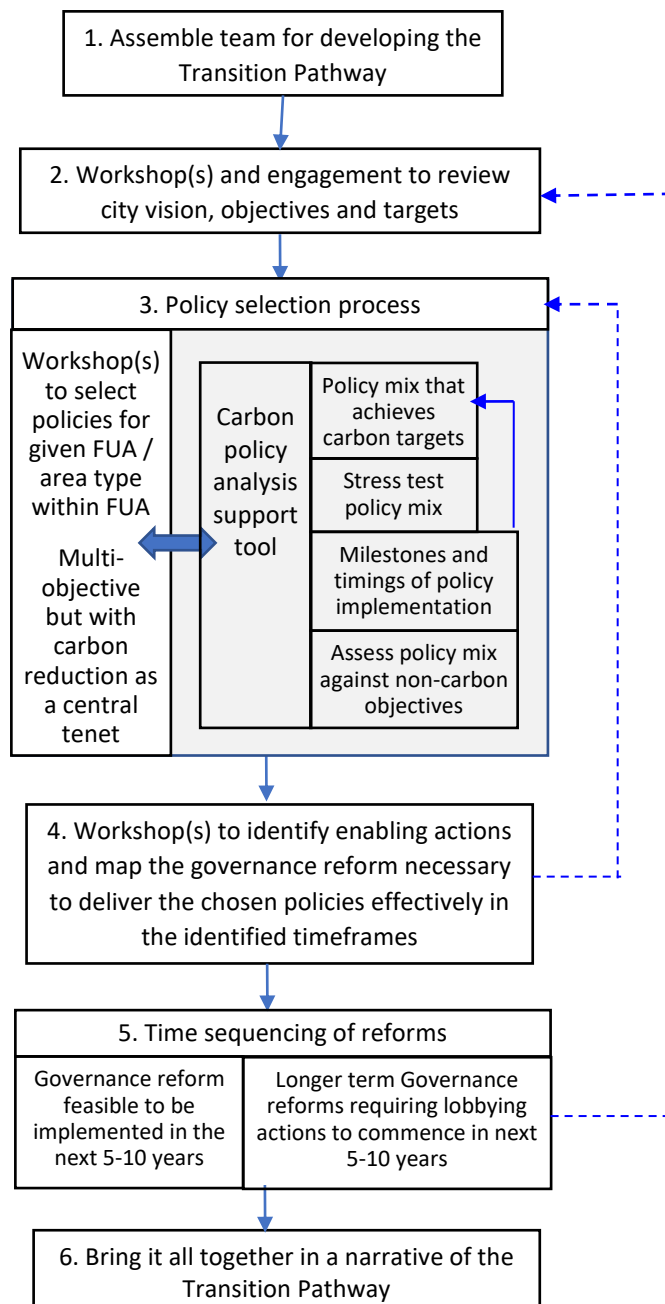 1. Assemble team for developing the
Transition Pathway
2. Workshop(s) and engagement to review
city vision, objectives and targets
3. Policy selection process
Workshop(s)
to select
policies for
given FUA /
area type
within FUA
Multi-
objective
but with
carbon
reduction as
a central
tenet
Carbon
policy
analysis
support
tool
Policy mix that
achieves
carbon targets
Stress test
policy mix
Milestones and
timings of policy
implementation
Assess policy mix
against non-carbon
objectives
4. Workshop(s) to identify enabling actions
and map the governance reform necessary
to deliver the chosen policies effectively in
the identified timeframes
5. Time sequencing of reforms
Governance reform
feasible to be
implemented in the
next 5-10 years
Longer term Governance
reforms requiring lobbying
actions to commence in next
5-10 years
6. Bring it all together in a narrative of the
Transition Pathway